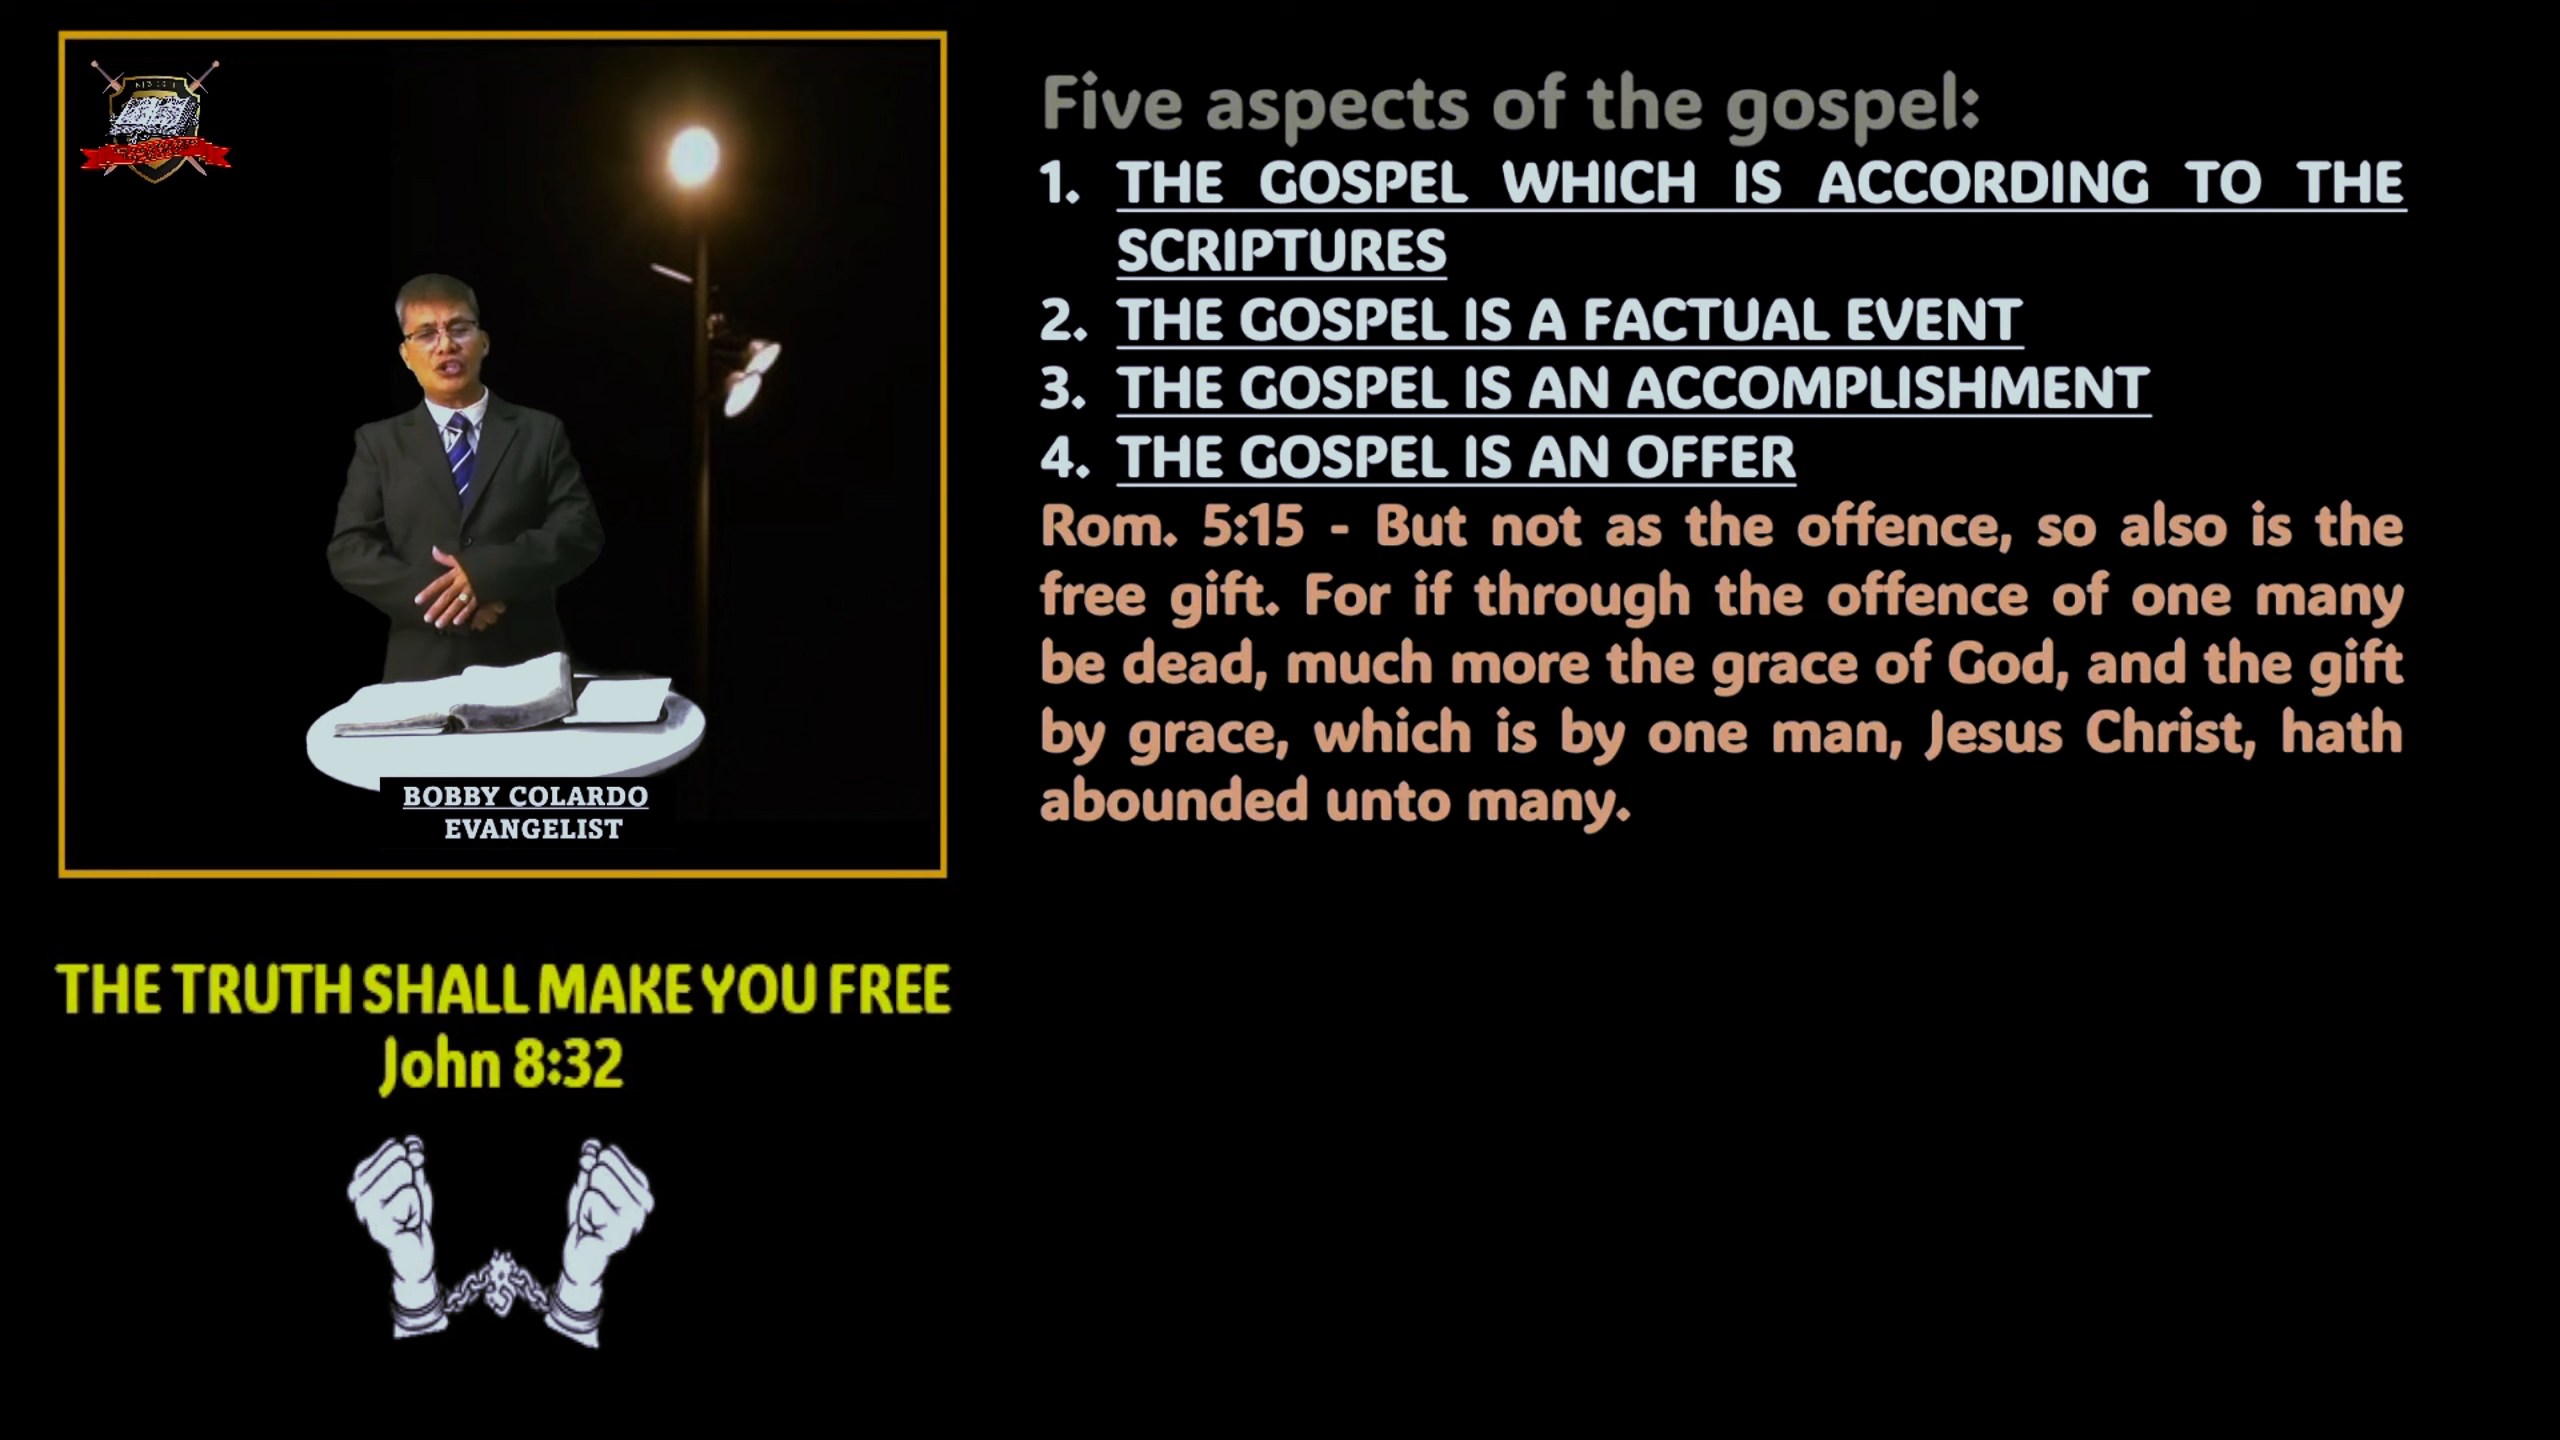 Five aspects of the gospel:
1. THE GOSPEL WHICH IS ACCORDING TO THE
SCRIPTURES
2. THE GOSPEL IS A FACTUAL EVENT
3. THE GOSPEL IS AN ACCOMPLISHMENT
4. THE GOSPEL IS AN OFFER
Rom. 5:15 - But not as the offence, so also is the
free gift. For if through the offence of one many
be dead, much more the grace of God, and the gift
by grace, which is by one man, Jesus Christ, hath
abounded unto many.
BOBBY COLARDO
EVANGELIST
THE TRUTH SHALL MAKE YOU FREE
John 8:32